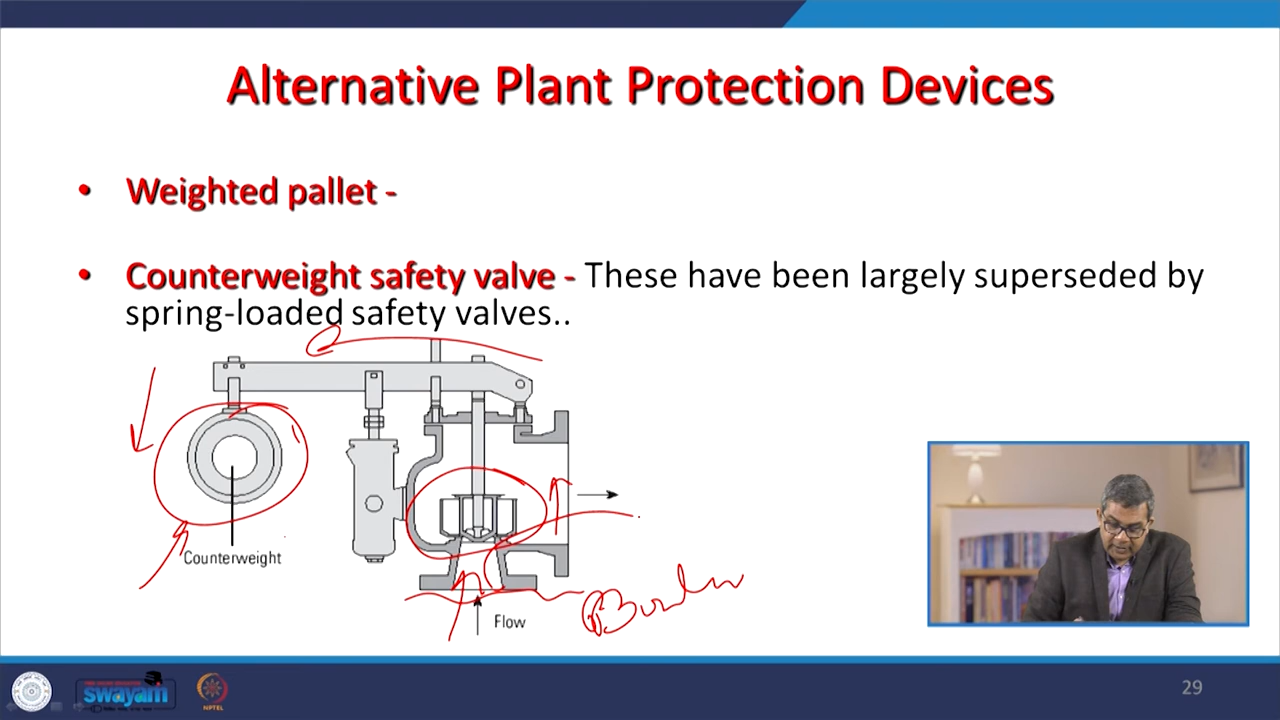 Alternative Plant Protection Devices
• Weighted pallet -
• Counterweight safety valve - These have been largely superseded by
spring-loaded safety valves..
Counterweight
Flow
swayam
NPTEL
29